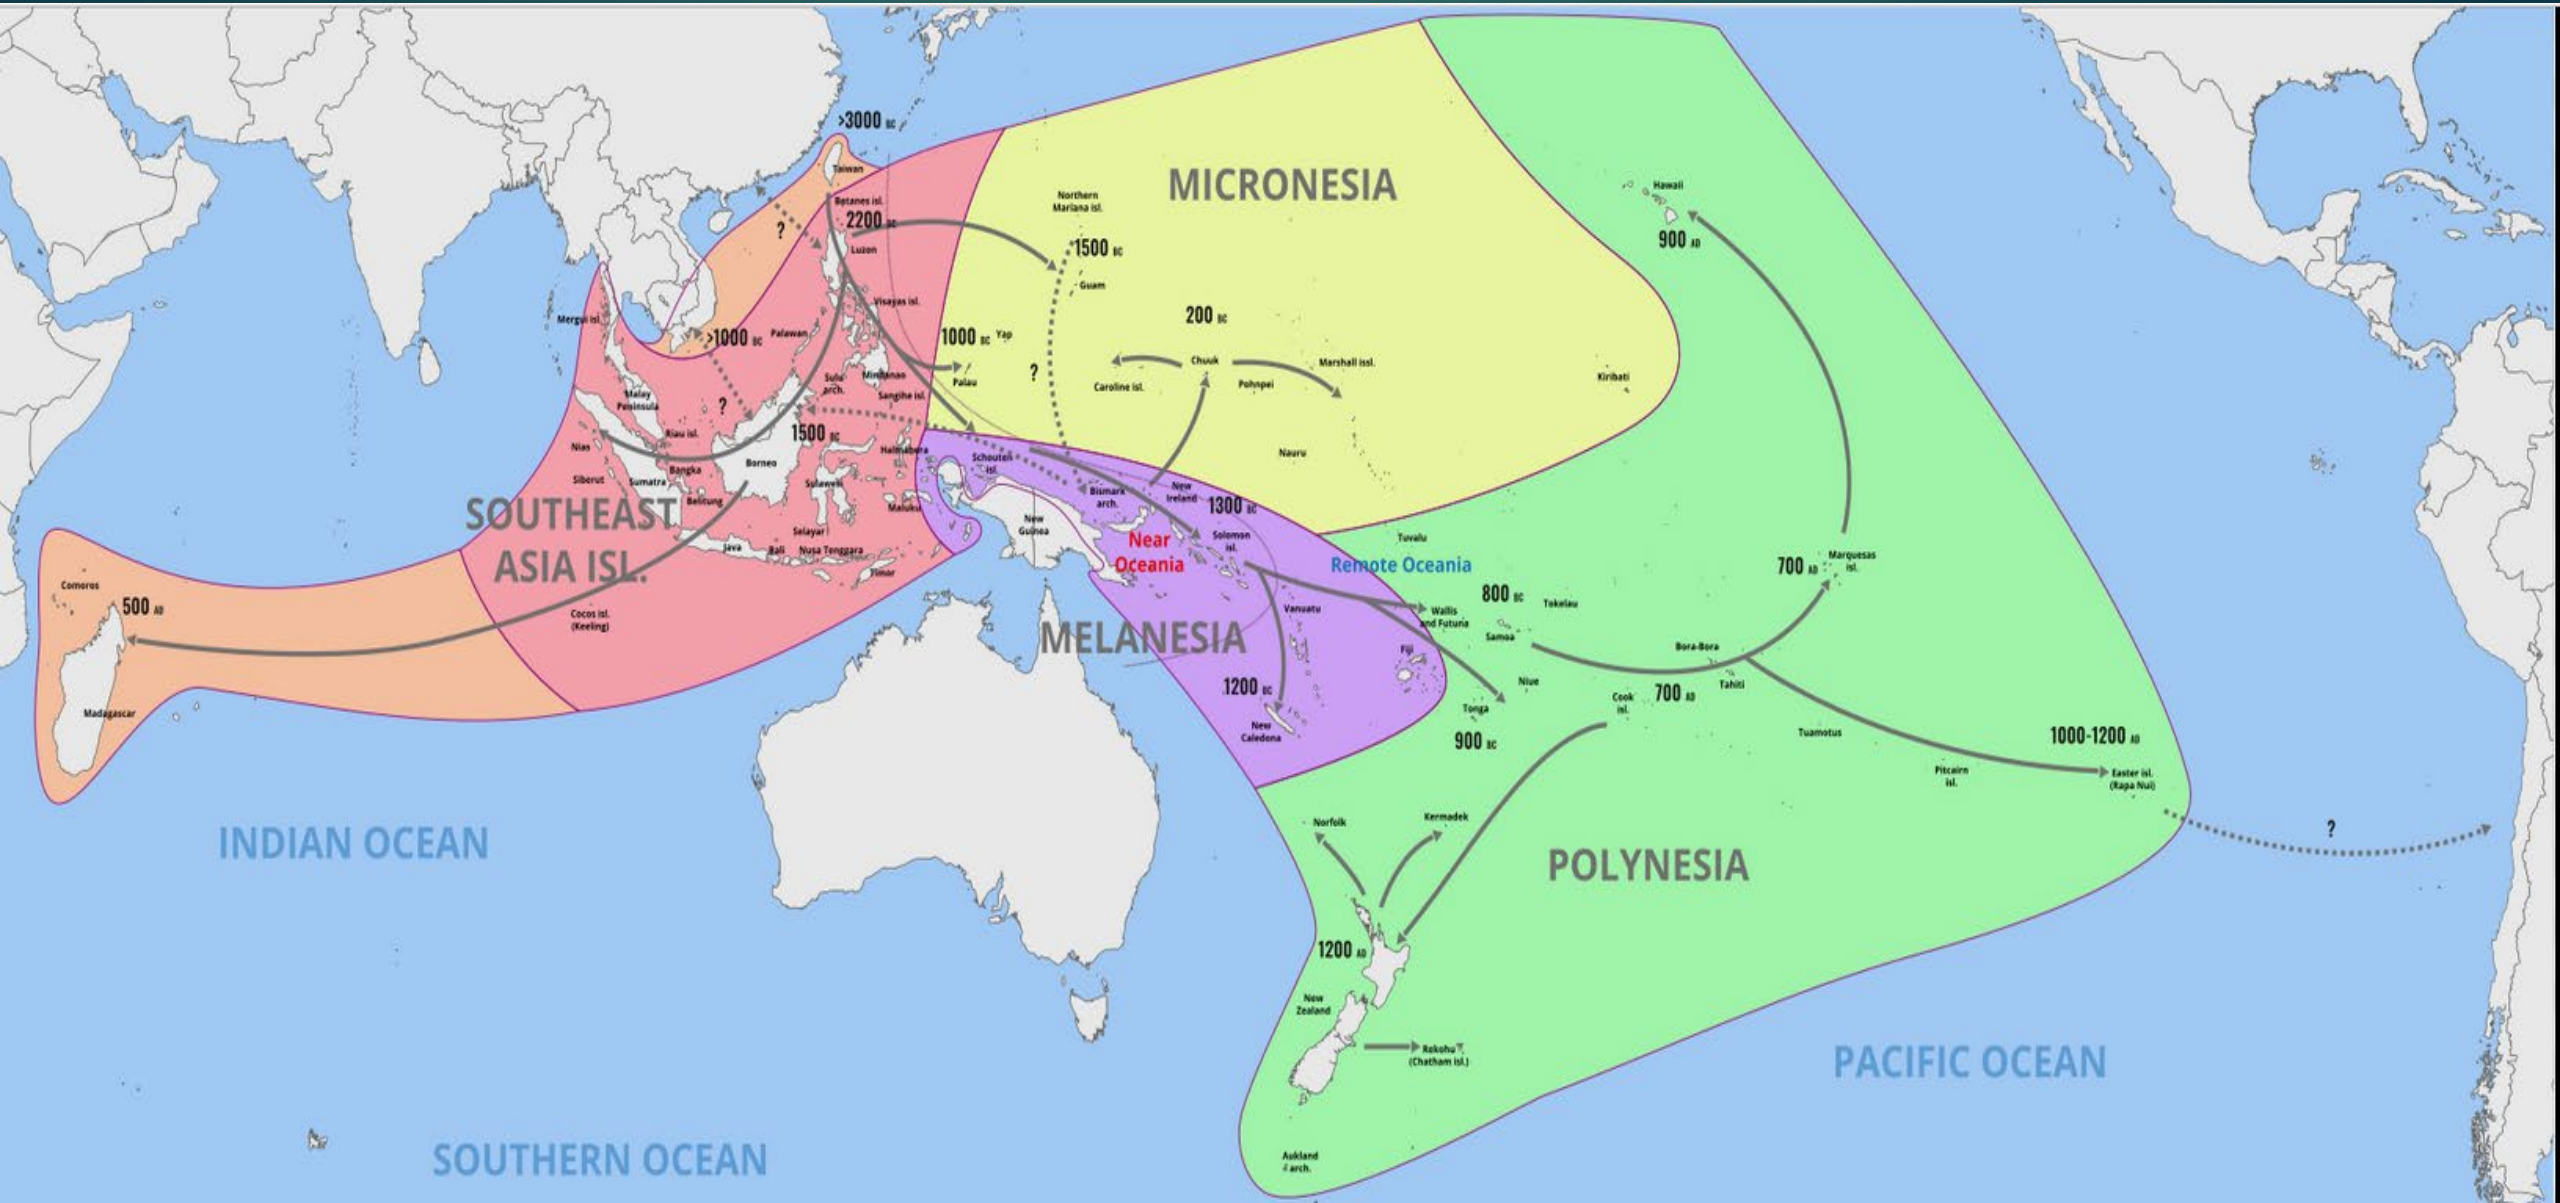 >3000 BC
Taiwan
Batanes isl.
2200 BC
Luzon
?
Northern
Mariana isl.
1500 BC
Guam
MICRONESIA
Hawaii
900 AD
Mergui isl.
>1000 BC
Palawan
Visayas isl.
1000 BC
Yap
Palau
?
200 BC
Chuuk
Caroline isl.
Pohnpei
Marshall issl.
Kiribati
Malay
Peninsula
?
Sulu
arch.
Mindanao
Sangihe isl.
1500 BC
Riau isl.
Nias
Bangka
Borneo
Halmahera
Siberut
Sumatra
Sulawesi
Belitung
Maluku
SOUTHEAST
ASIA ISL.
Selayar
Java
Bali
Nusa Tenggara
Timor
Cocos isl.
(Keeling)
Schouten
isl.
Bismark
arch.
New
Ireland
1300 BC
New
Guinea
Solomon
isl.
Nauru
Near
Oceania
Remote Oceania
Tuvalu
MELANESIA
Vanuatu
Wallis
and Futuna
800 BC
Tokelau
Samoa
Fiji
1200 BC
New
Caledona
Niue
Tonga
900 BC
Cook
isl.
700 AD
Bora-Bora
Tahiti
700 AD
Marquesas
isl.
Tuamotus
Pitcairn
isl.
1000-1200 AD
Easter isl.
(Rapa Nui)
?
Comoros
500 AD
Madagascar
INDIAN OCEAN
Norfolk
Kermadek
POLYNESIA
1200 AD
New
Zealand
Rekohu
(Chatham isl.)
PACIFIC OCEAN
SOUTHERN OCEAN
Aukland
arch.